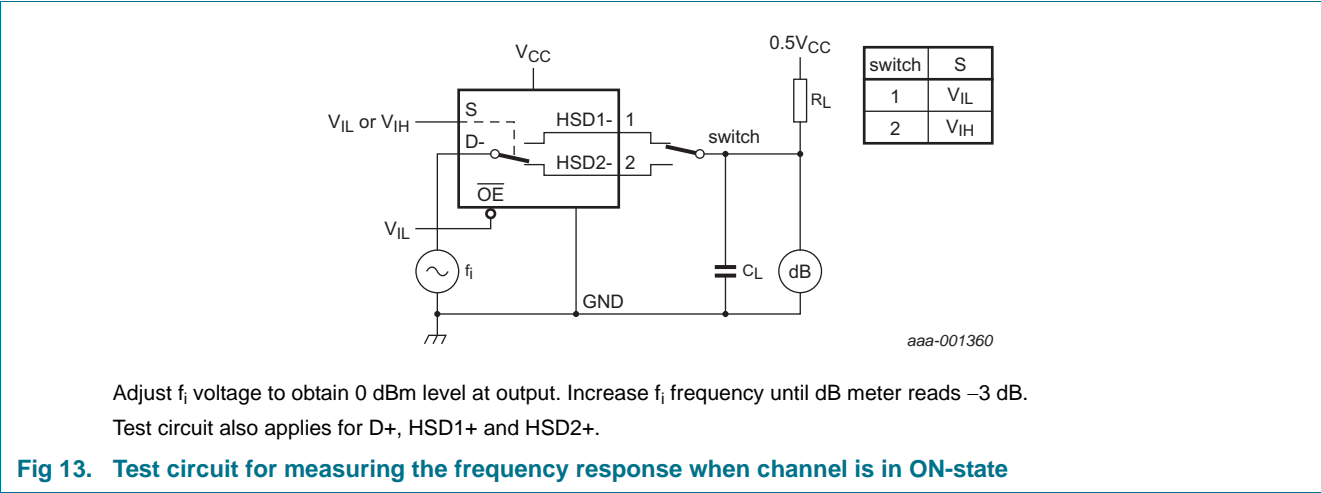 0.5VCC
VCC
switch S
1 VIL
2 VIH
RL
VIL or VIH
S
HSD1- 1
switch
D-
HSD2- 2
OE
VIL
fi
CL
dB
GND
aaa-001360
Adjust fi voltage to obtain 0 dBm level at output. Increase fi frequency until dB meter reads −3 dB.
Test circuit also applies for D+, HSD1+ and HSD2+.
Fig 13. Test circuit for measuring the frequency response when channel is in ON-state